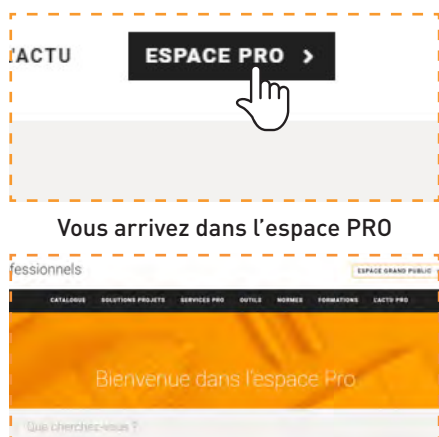 'ACTU ESPACE PRO >
Vous arrivez dans l'espace PRO
fessionnels ESPACE GRAND PUBLIC
CATALOGUE SOLUTIONS PROJETS SERVICES PRO OUTILS NORMES FORMATIONS L'ACTU PRO
Bienvenue dans l'espace Pro
Que cherchez-vous ?